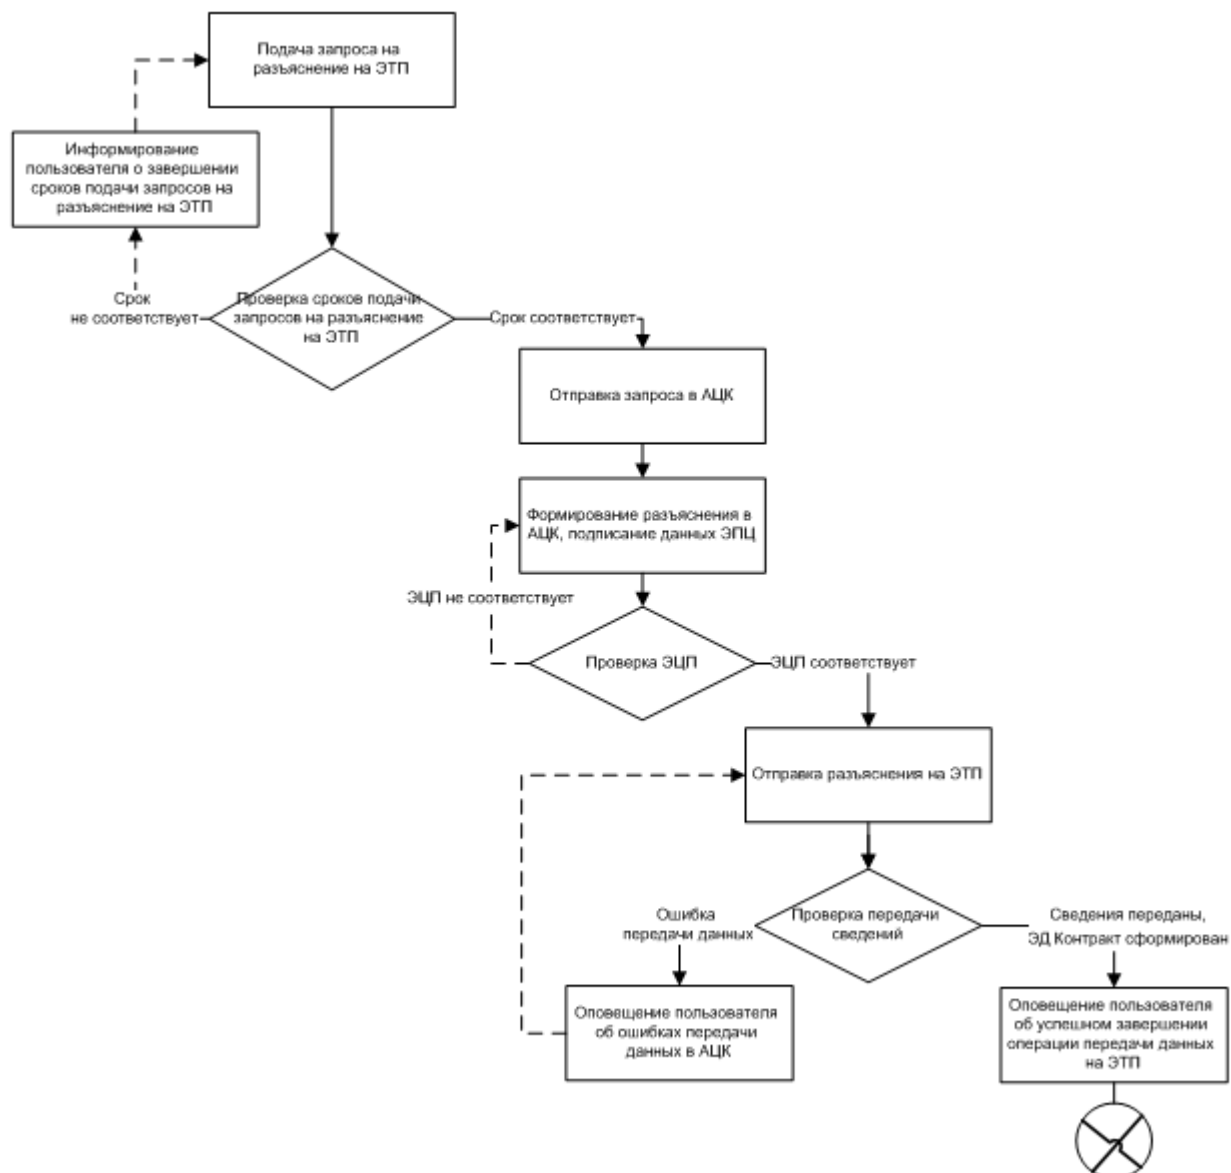 Подача запроса на
разъяснение на ЭТП
Информирование
пользователя о завершении
сроков подачи запросов на
разъяснение на ЭТП
Срок
не соответствует
Проверка сроков подачи
запросов на разъяснение
на ЭТП
Срок соответствует
Отправка запроса в АЦК
Формирование разъяснения в
АЦК, подписание данных ЭПЦ
ЭЦП не соответствует
Проверка ЭЦП
ЭЦП соответствует
Отправка разъяснения на ЭТП
Ошибка
передачи данных
Проверка передачи
сведений
Сведения переданы,
ЭД Контракт сформирован
Оповещение пользователя
об ошибках передачи
данных в АЦК
Оповещение пользователя
об успешном завершении
операции передачи данных
на ЭТП